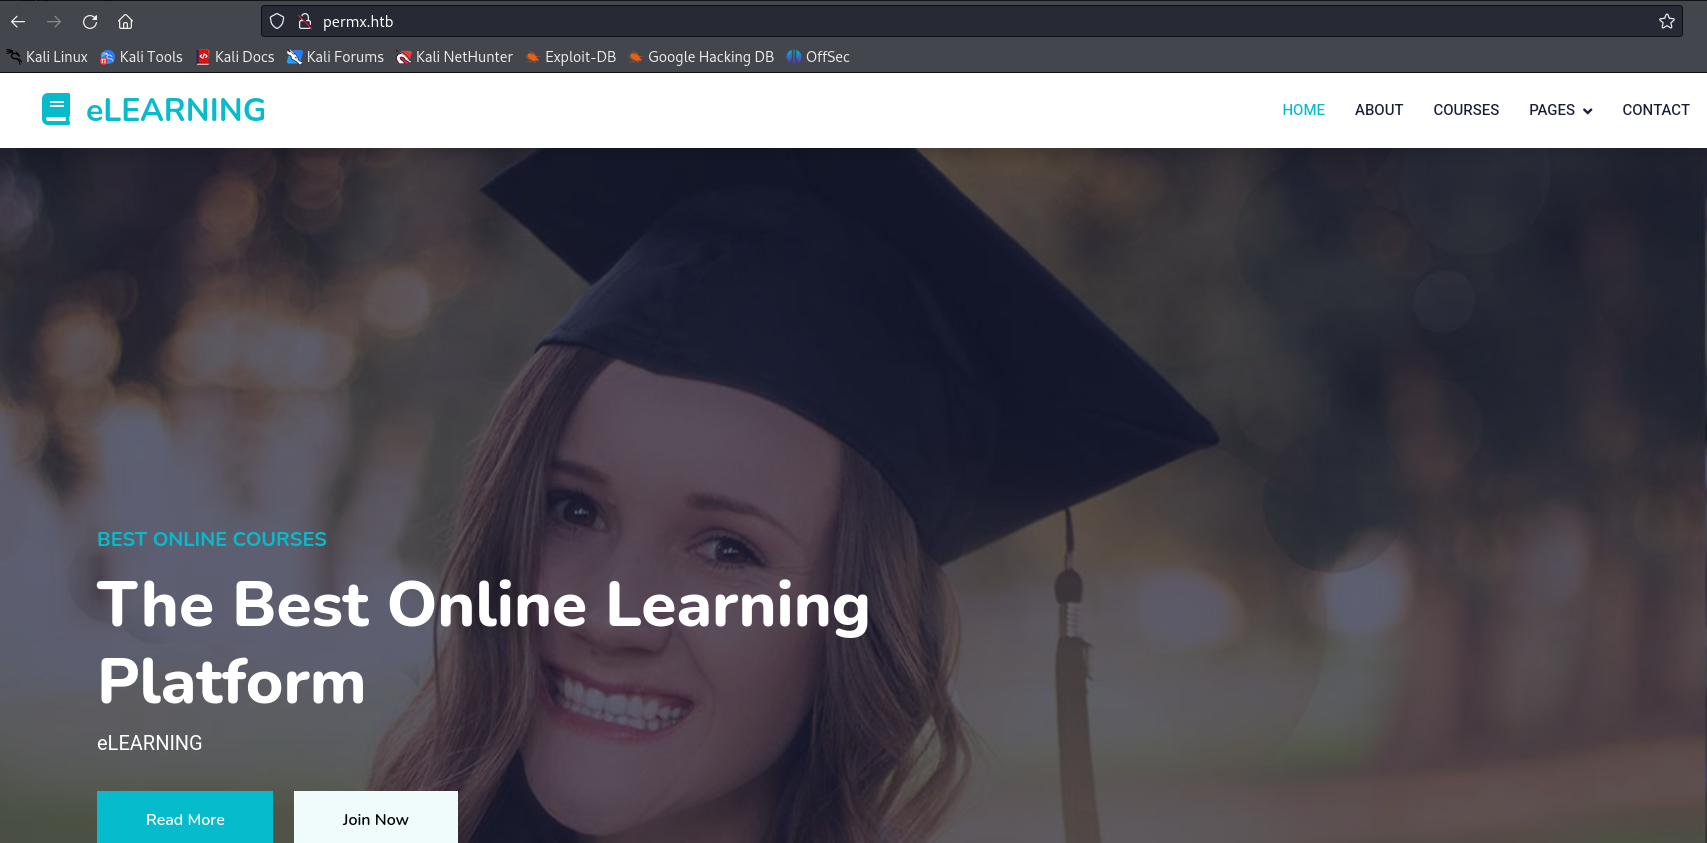 permx.htb
Kali Linux Kali Tools Kali Docs Kali Forums Kali NetHunter Exploit-DB Google Hacking DB OffSec
eLEARNING HOME ABOUT COURSES PAGES CONTACT
BEST ONLINE COURSES
The Best Online Learning
Platform
eLEARNING
Read More Join Now